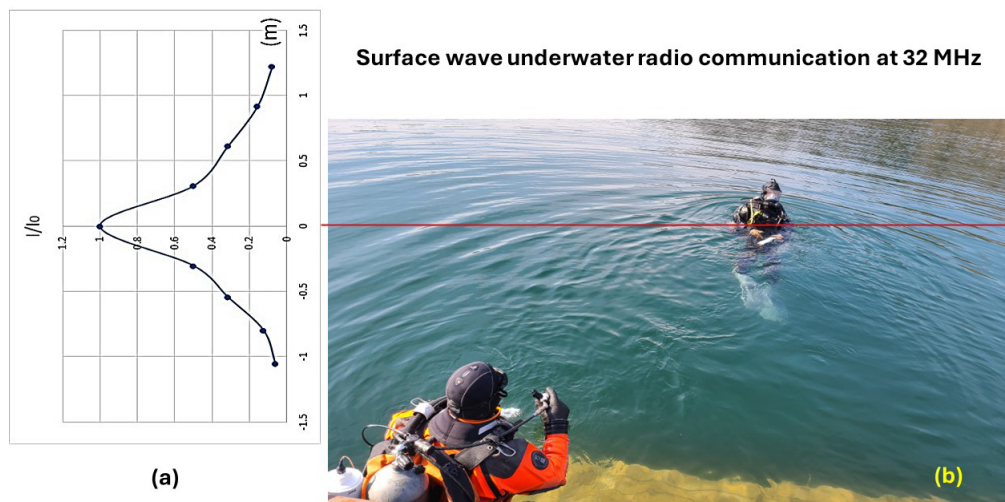 Surface wave underwater radio communication at 32 MHz
(m)
1.5
1
0.5
0
-0.5
-1
-1.5
I/I₀
1.2
1
0.8
0.6
0.4
0.2
0
(a)
(b)